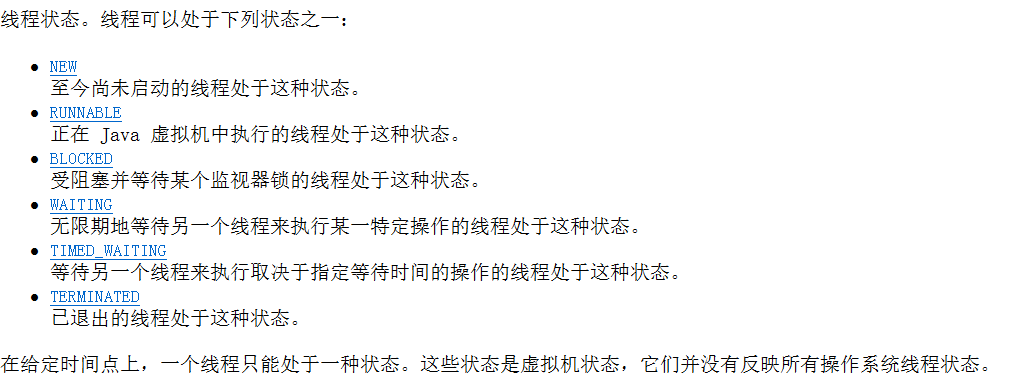 线程状态。线程可以处于下列状态之一：
● NEW
至今尚未启动的线程处于这种状态。
● RUNNABLE
正在 Java 虚拟机中执行的线程处于这种状态。
● BLOCKED
受阻塞并等待某个监视器锁的线程处于这种状态。
● WAITING
无限期地等待另一个线程来执行某一特定操作的线程处于这种状态。
● TIMED_WAITING
等待另一个线程来执行取决于指定等待时间的操作的线程处于这种状态。
● TERMINATED
已退出的线程处于这种状态。
在给定时间点上，一个线程只能处于一种状态。这些状态是虚拟机状态，它们并没有反映所有操作系统线程状态。